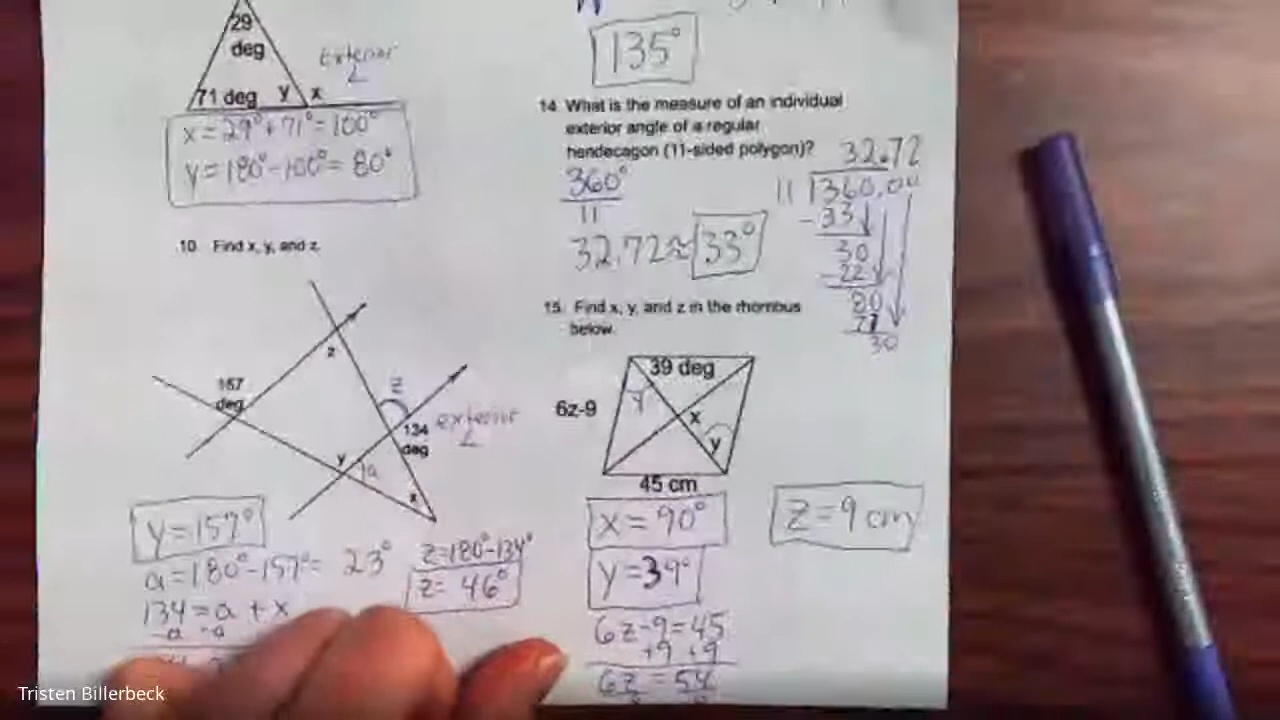 29
deg
Exterior
∠
71 deg y x
x = 29° + 71° = 100°
y = 180° - 100° = 80°
10. Find x, y, and z.
z
157
deg
z
134
deg
exterior
∠
y
a
x
y = 157°
a = 180° - 157° = 23°
134 = a + x
-a -a
z = 180° - 134°
z = 46°
135°
14. What is the measure of an individual
exterior angle of a regular
hendecagon (11-sided polygon)?
360°
11
32.72 ≈ 33°
32.72
11 360.00
- 33
30
- 22
80
77
30
15. Find x, y, and z in the rhombus
below.
39 deg
6z-9
y
x
y
45 cm
x = 90°
z = 9 cm
y = 39°
6z - 9 = 45
+9 +9
6z = 54
Tristen Billerbeck